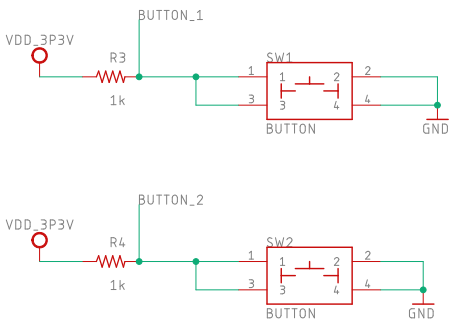 BUTTON_1
VDD_3P3V
R3
SW1
1 1 2 2
3 3 4 4
1k
BUTTON
GND
BUTTON_2
VDD_3P3V
R4
SW2
1 1 2 2
3 3 4 4
1k
BUTTON
GND